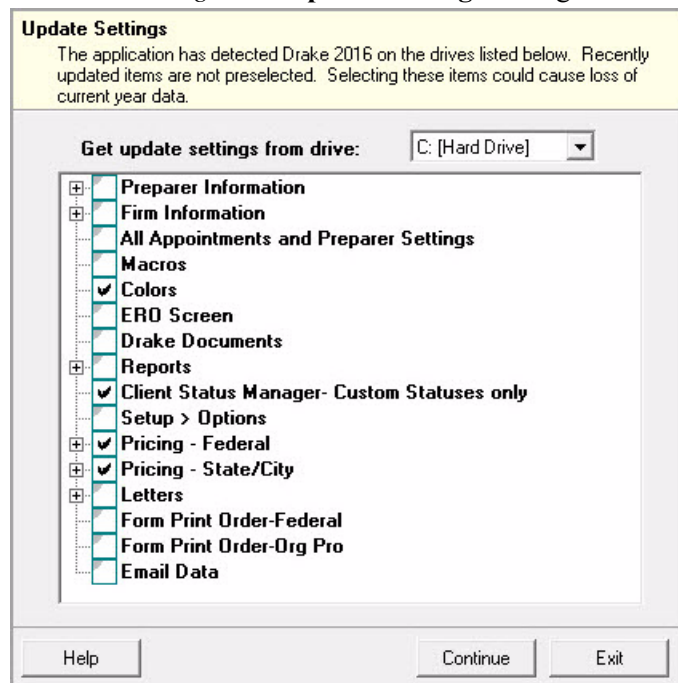 Update Settings
The application has detected Drake 2016 on the drives listed below. Recently
updated items are not preselected. Selecting these items could cause loss of
current year data.
Get update settings from drive: C: [Hard Drive]
Preparer Information
Firm Information
All Appointments and Preparer Settings
Macros
Colors
ERO Screen
Drake Documents
Reports
Client Status Manager- Custom Statuses only
Setup > Options
Pricing - Federal
Pricing - State/City
Letters
Form Print Order-Federal
Form Print Order-Org Pro
Email Data
Help Continue Exit